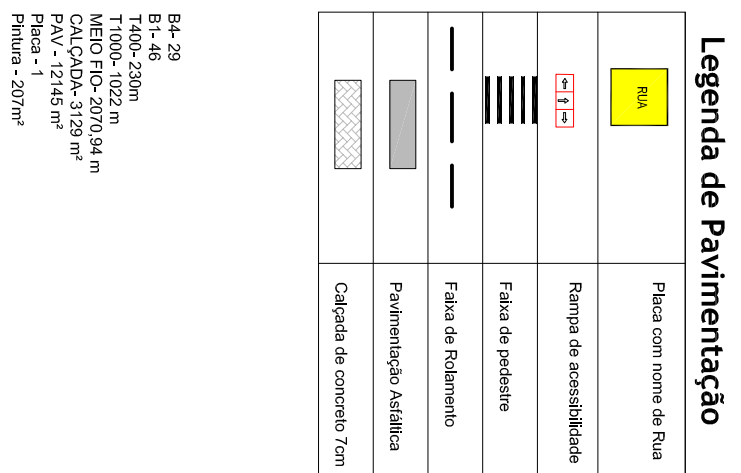 Legenda de Pavimentação
RUA
Placa com nome de Rua
Rampa de acessibilidade
Faixa de pedestre
Faixa de Rolamento
Pavimentação Asfáltica
Calçada de concreto 7cm
B4- 29
B1- 46
T400- 230m
T1000- 1022 m
MEIO FIO- 2070,94 m
CALÇADA- 3129 m²
PAV - 12145 m²
Placa - 1
Pintura - 207m²